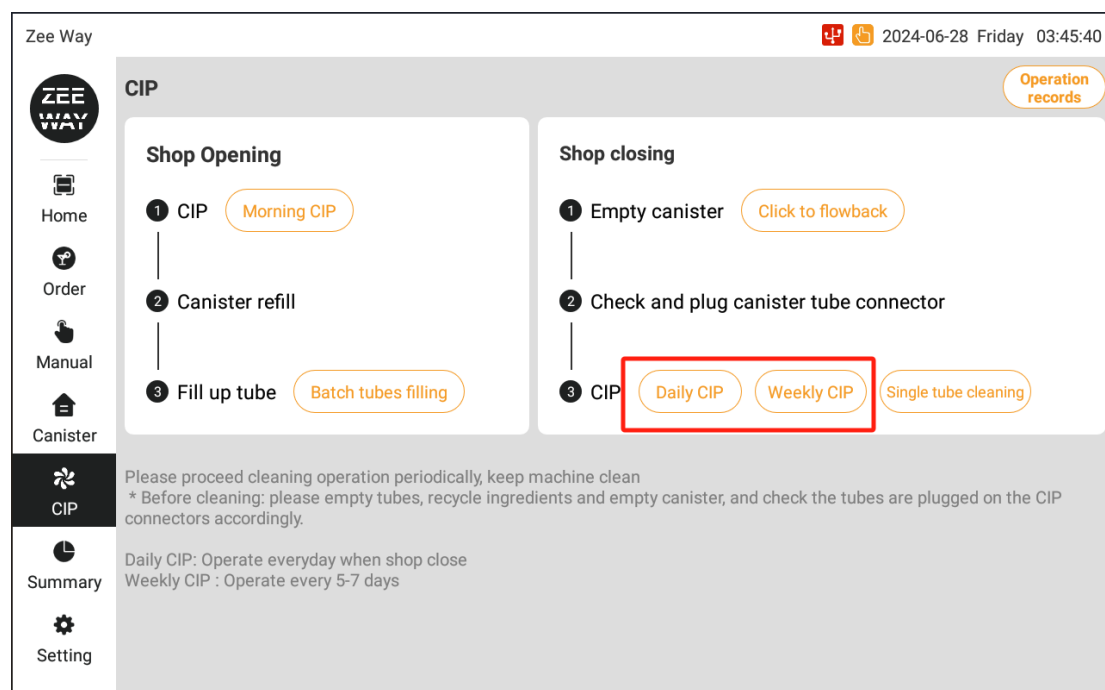 Zee Way
2024-06-28 Friday 03:45:40
ZEE
WAY
Home
Order
Manual
Canister
CIP
Summary
Setting
CIP
Operation
records
Shop Opening
1 CIP Morning CIP
2 Canister refill
3 Fill up tube Batch tubes filling
Shop closing
1 Empty canister Click to flowback
2 Check and plug canister tube connector
3 CIP Daily CIP Weekly CIP Single tube cleaning
Please proceed cleaning operation periodically, keep machine clean
* Before cleaning: please empty tubes, recycle ingredients and empty canister, and check the tubes are plugged on the CIP
connectors accordingly.
Daily CIP: Operate everyday when shop close
Weekly CIP : Operate every 5-7 days